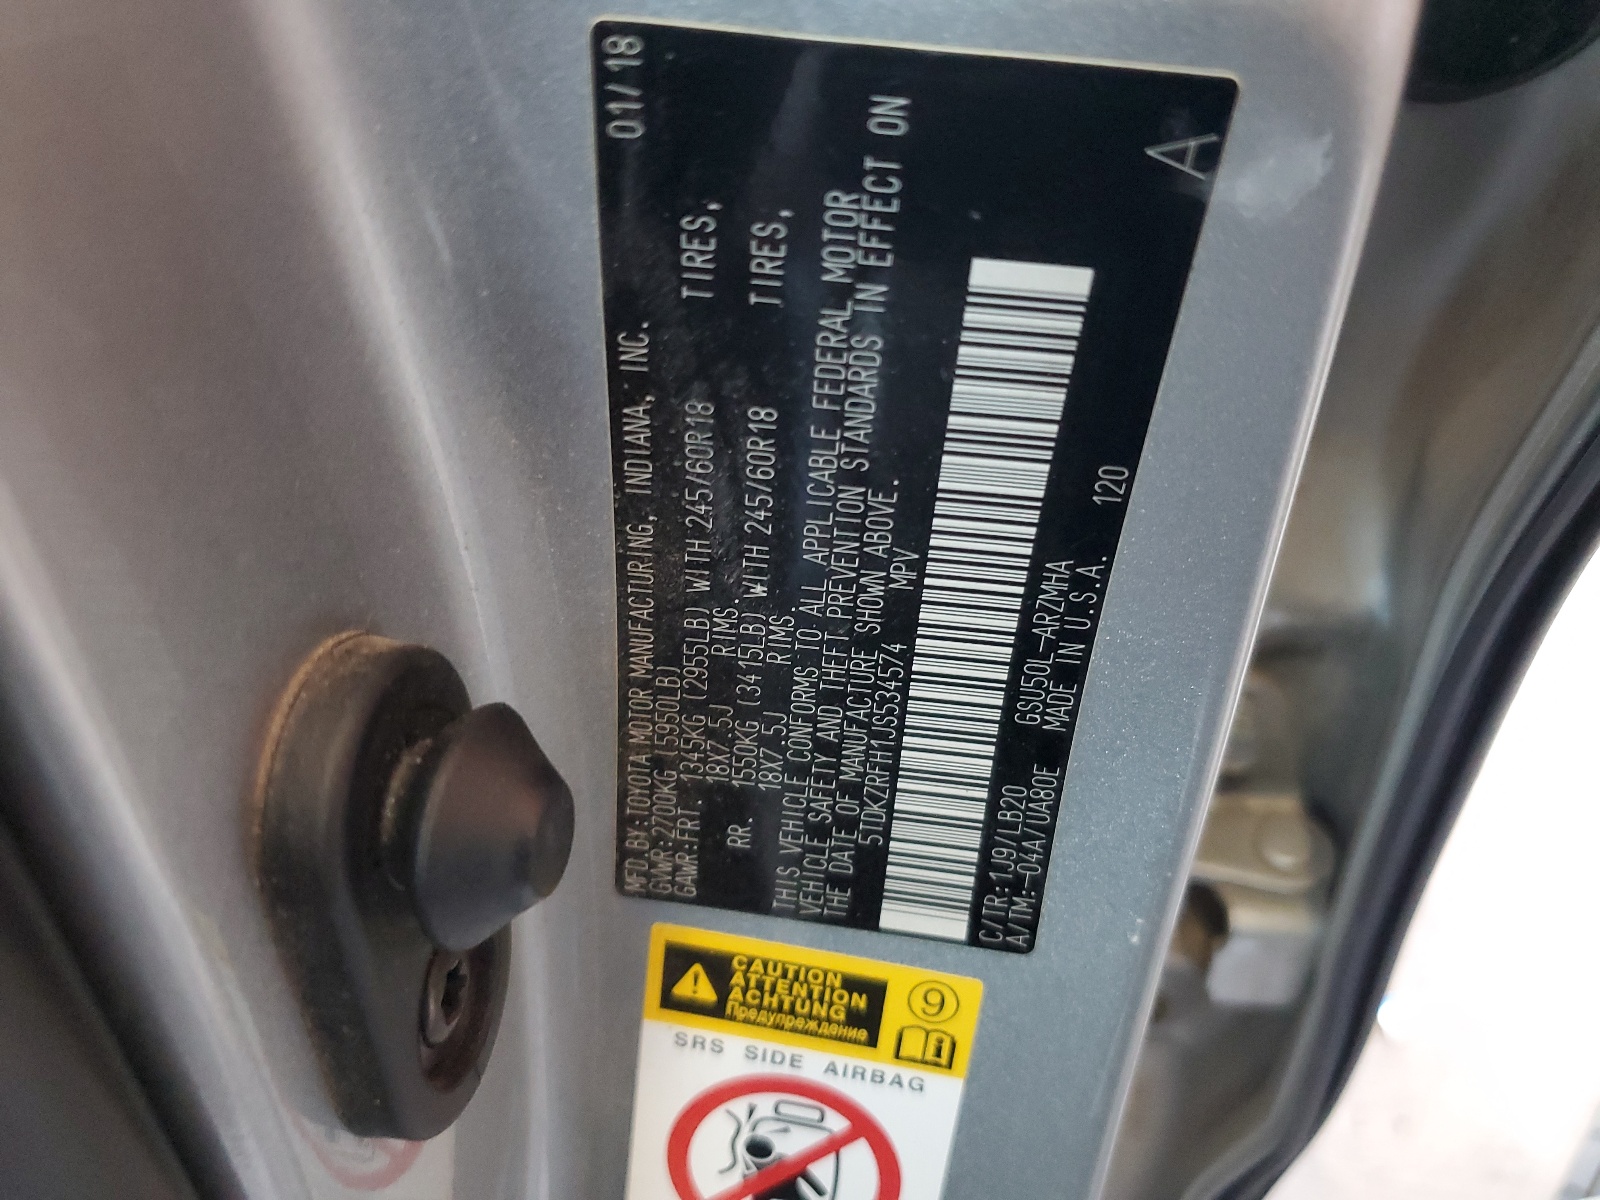 MFD.BY:TOYOTA MOTOR MANUFACTURING, INDIANA, INC. 01/18
GVWR:2700KG (5950LB)
GAWR:FRT. 1345KG (2955LB) WITH 245/60R18 TIRES,
18X7.5J RIMS.
RR. 1550KG (3415LB) WITH 245/60R18 TIRES,
18X7.5J RIMS.
THIS VEHICLE CONFORMS TO ALL APPLICABLE FEDERAL MOTOR
VEHICLE SAFETY AND THEFT PREVENTION STANDARDS IN EFFECT ON
THE DATE OF MANUFACTURE SHOWN ABOVE.
5TDKZRFH1JS534574 MPV
C/TR:1J9/LB20 GSU50L-ARZMHA 120
A/TM:-04A/UA80E MADE IN U.S.A.
A
CAUTION
ATTENTION
ACHTUNG
Предупреждение
9
i
SRS SIDE AIRBAG